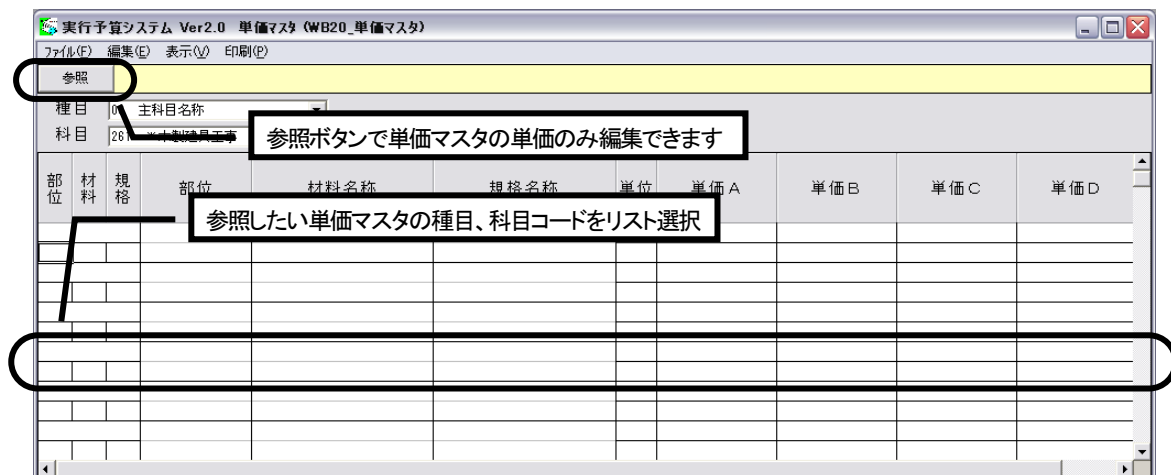 実行予算システム Ver2.0 単価マスタ (WB20_単価マスタ)
ファイル(F) 編集(E) 表示(V) 印刷(P)
参照
種目 0 主科目名称
科目 261
参照ボタンで単価マスタの単価のみ編集できます
部位 材料 規格 部位 材料名称 規格名称 単位 単価A 単価B 単価C 単価D
参照したい単価マスタの種目、科目コードをリスト選択